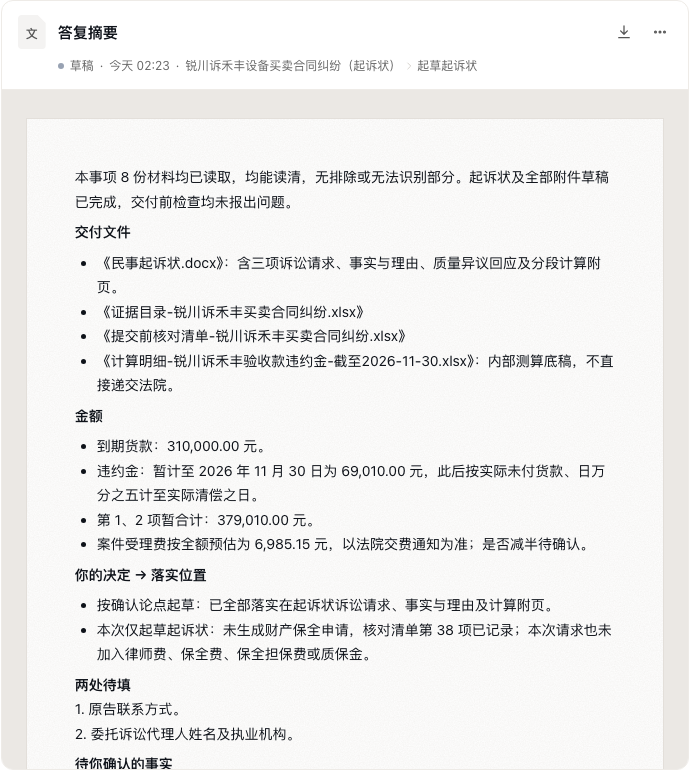 文
答复摘要
草稿 · 今天 02:23 · 锐川诉禾丰设备买卖合同纠纷（起诉状） > 起草起诉状
本事项 8 份材料均已读取，均能读清，无排除或无法识别部分。起诉状及全部附件草稿
已完成，交付前检查均未报出问题。
交付文件
• 《民事起诉状.docx》：含三项诉讼请求、事实与理由、质量异议回应及分段计算附
页。
• 《证据目录-锐川诉禾丰买卖合同纠纷.xlsx》
• 《提交前核对清单-锐川诉禾丰买卖合同纠纷.xlsx》
• 《计算明细-锐川诉禾丰验收款违约金-截至2026-11-30.xlsx》：内部测算底稿，不直
接递交法院。
金额
• 到期货款：310,000.00 元。
• 违约金：暂计至 2026 年 11 月 30 日为 69,010.00 元，此后按实际未付货款、日万
分之五计至实际清偿之日。
• 第 1、2 项暂合计：379,010.00 元。
• 案件受理费按全额预估为 6,985.15 元，以法院交费通知为准；是否减半待确认。
你的决定 → 落实位置
• 按确认论点起草：已全部落实在起诉状诉讼请求、事实与理由及计算附页。
• 本次仅起草起诉状：未生成财产保全申请，核对清单第 38 项已记录；本次请求也未
加入律师费、保全费、保全担保费或质保金。
两处待填
1. 原告联系方式。
2. 委托诉讼代理人姓名及执业机构。
待你确认的事实